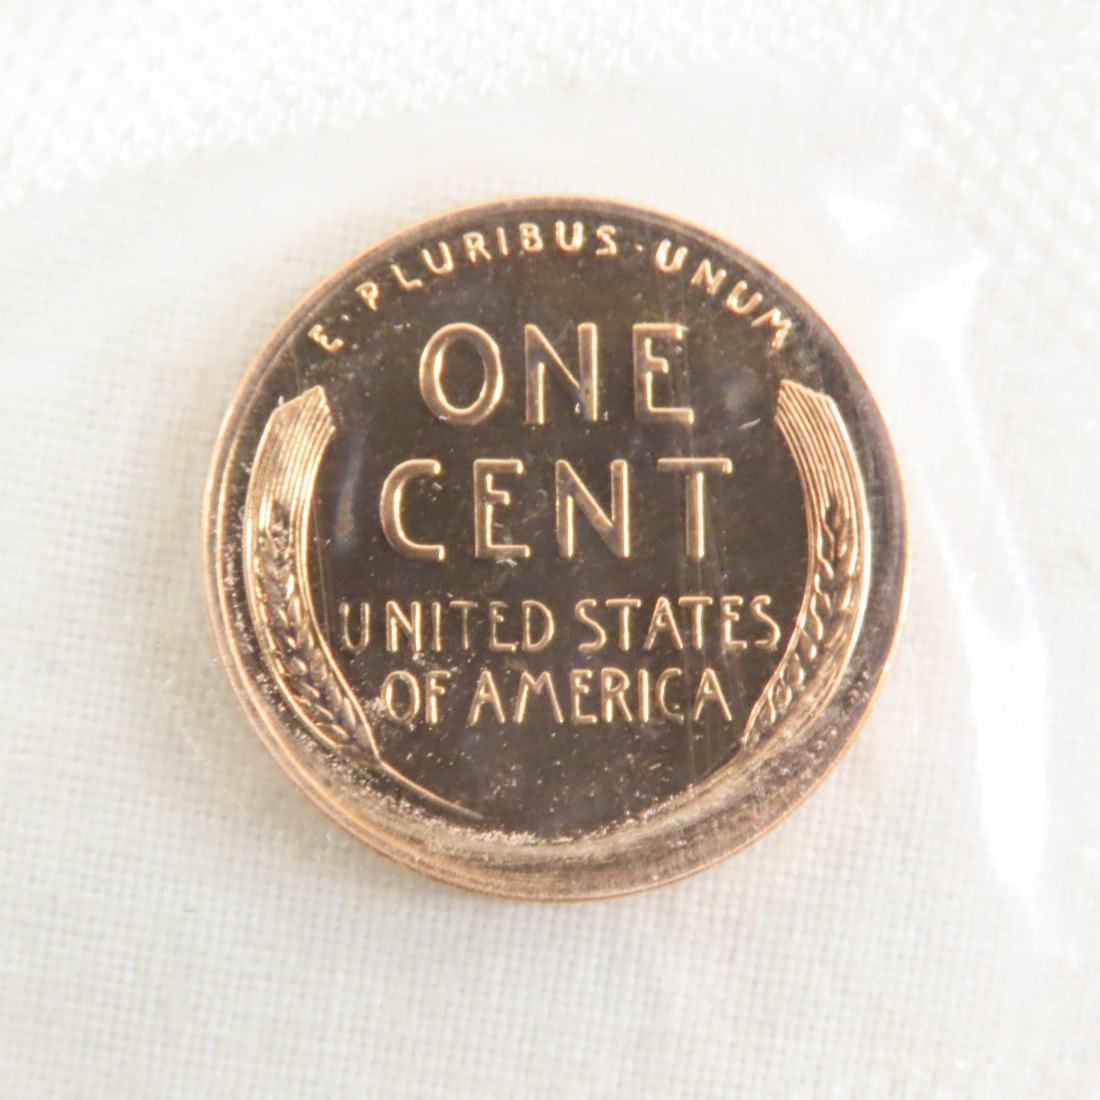 E·PLURIBUS·UNUM
ONE
CENT
UNITED STATES
OF AMERICA